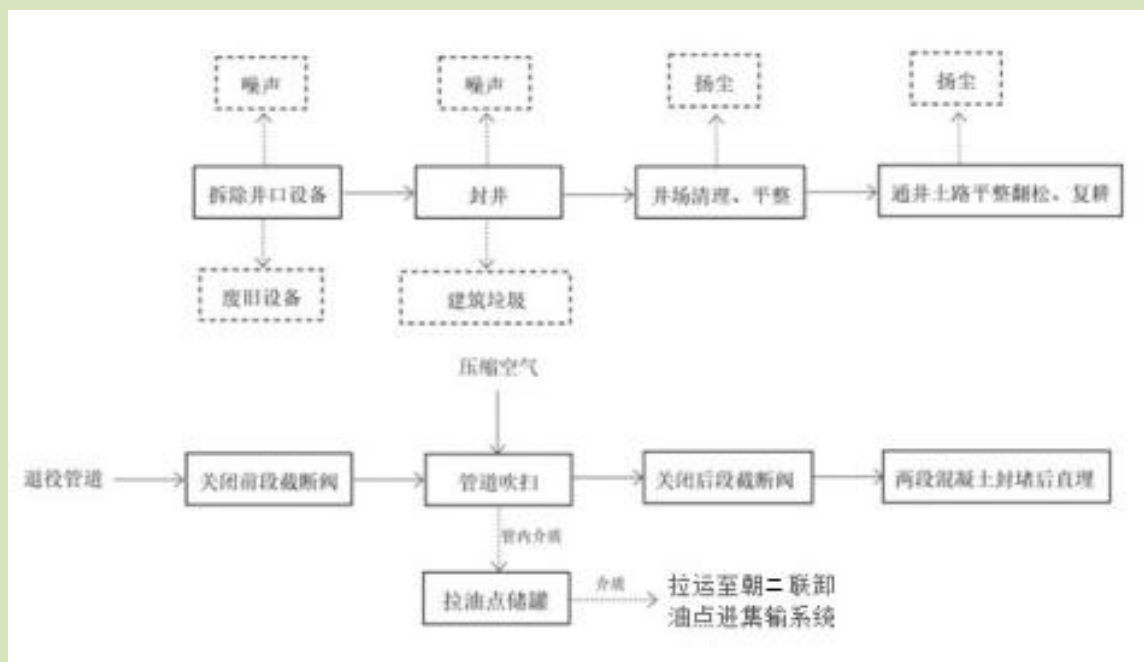 噪声
噪声
扬尘
扬尘
拆除井口设备
封井
井场清理、平整
通井土路平整翻松、复耕
废旧设备
建筑垃圾
压缩空气
退役管道
关闭前段截断阀
管道吹扫
关闭后段截断阀
两段混凝土封堵后直埋
管内介质
拉油点储罐
介质
拉运至朝二联卸
油点进集输系统